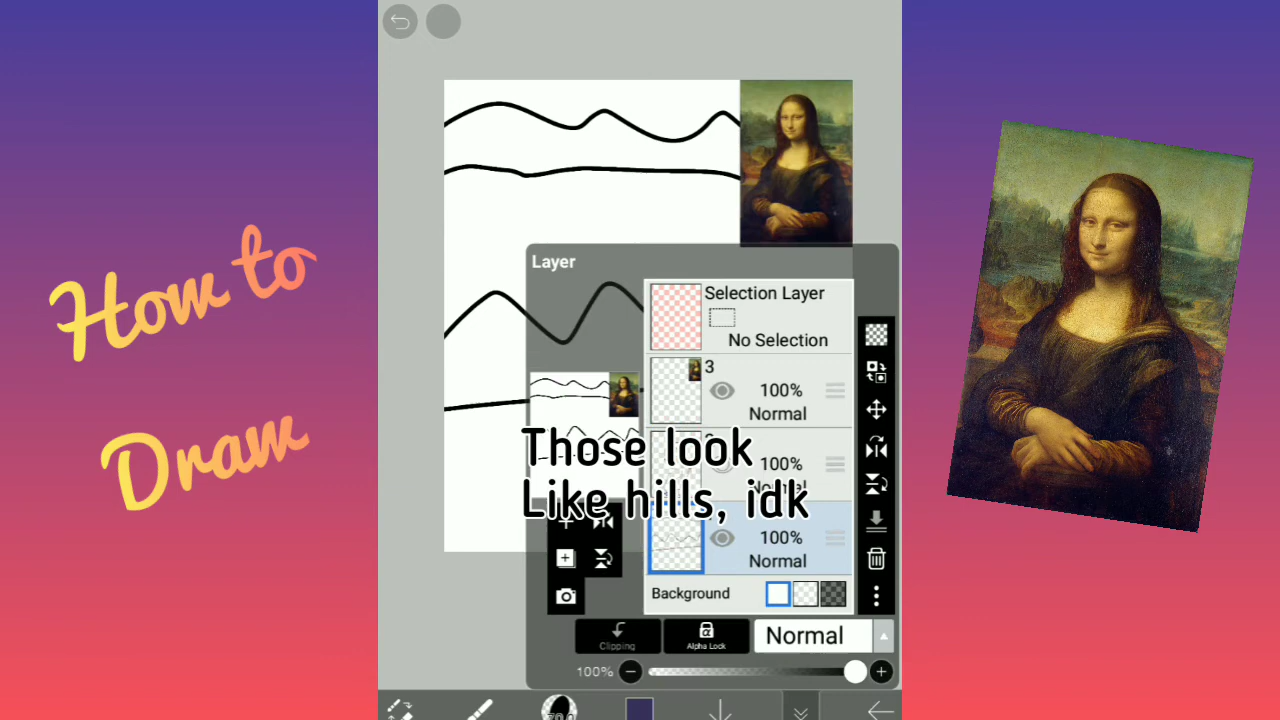 How to
Draw
Layer
Selection Layer
No Selection
3
100%
Normal
100%
100%
Normal
Those look
Like hills, idk
Background
Clipping
Alpha Lock
Normal
100%